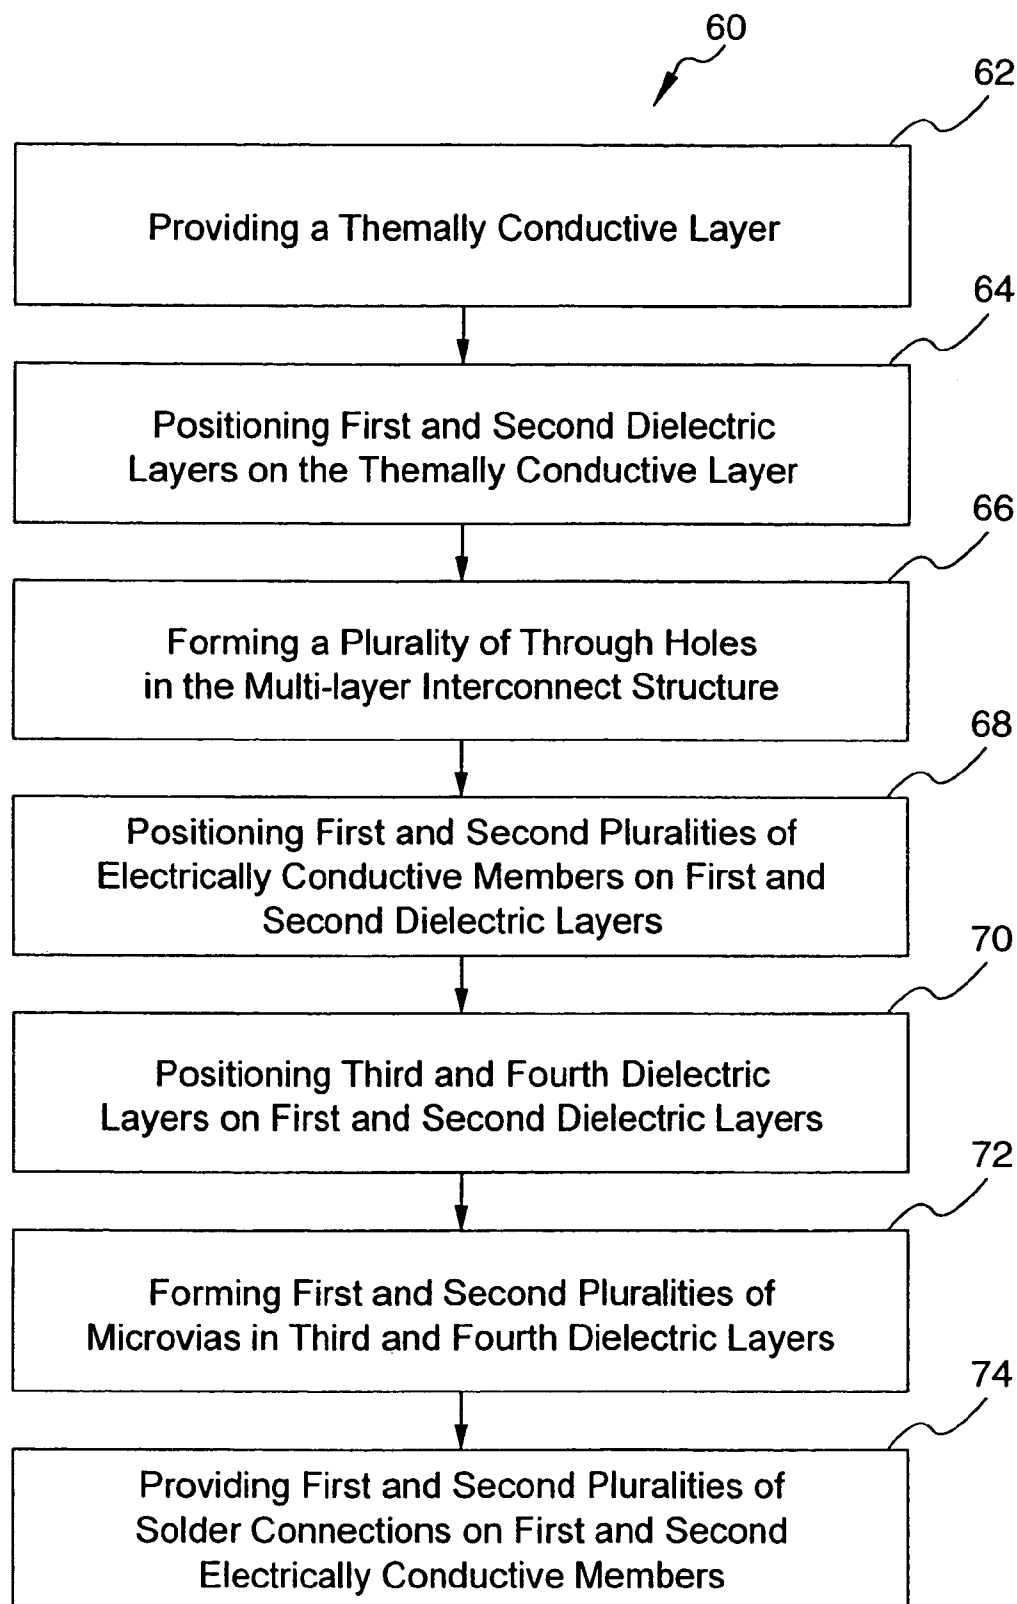 60
62
Providing a Themally Conductive Layer
64
Positioning First and Second Dielectric
Layers on the Themally Conductive Layer
66
Forming a Plurality of Through Holes
in the Multi-layer Interconnect Structure
68
Positioning First and Second Pluralities of
Electrically Conductive Members on First and
Second Dielectric Layers
70
Positioning Third and Fourth Dielectric
Layers on First and Second Dielectric Layers
72
Forming First and Second Pluralities of
Microvias in Third and Fourth Dielectric Layers
74
Providing First and Second Pluralities of
Solder Connections on First and Second
Electrically Conductive Members